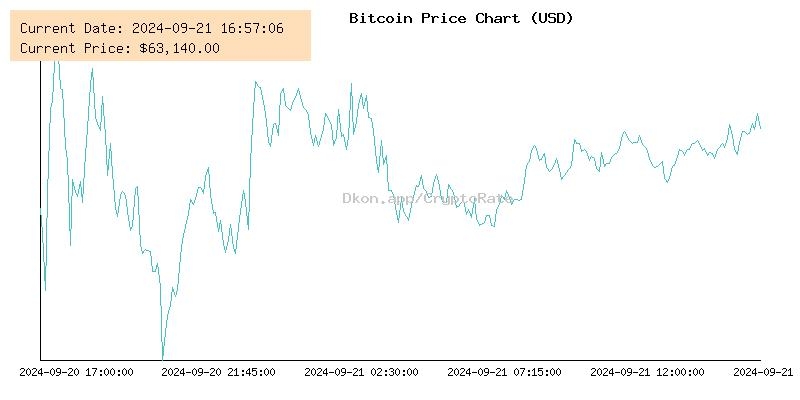 Bitcoin Price Chart (USD)
Current Date: 2024-09-21 16:57:06
Current Price: $63,140.00
Dkon.app/CryptoRate
2024-09-20 17:00:00 2024-09-20 21:45:00 2024-09-21 02:30:00 2024-09-21 07:15:00 2024-09-21 12:00:00 2024-09-21